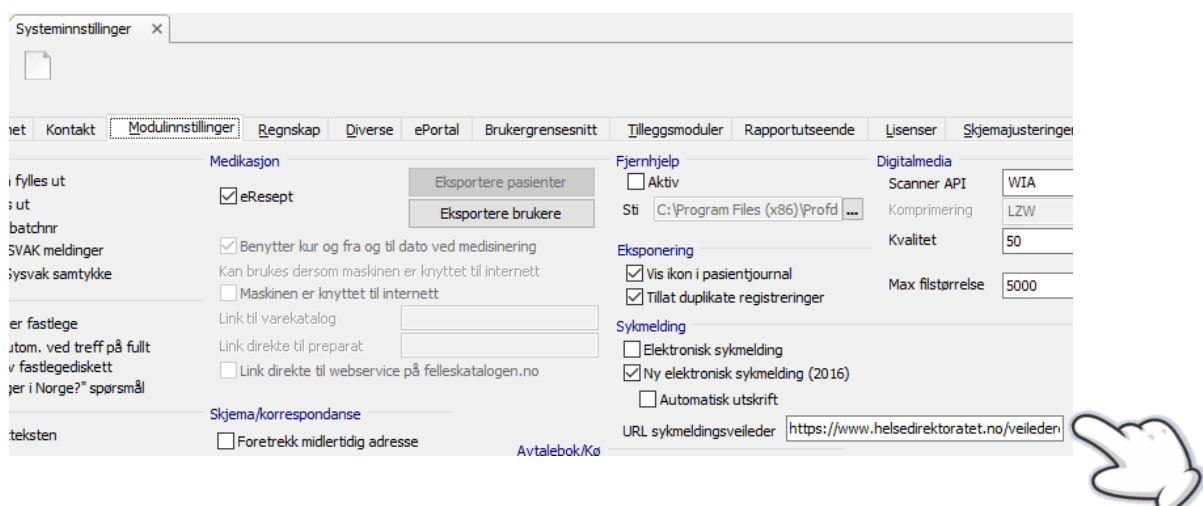 Systeminnstillinger
Kontakt Modulinnstillinger Regnskap Diverse ePortal Brukergrensesnitt Tilleggsmoduler Rapportutseende Lisenser Skjemajusteringer
fylles ut
ut
batchnr
SVAK meldinger
Sysvak samtykke
er fastlege
utom. ved treff på fullt
v fastlegediskett
ger i Norge?" spørsmål
tteksten
Medikasjon
eResept
Eksportere pasienter
Eksportere brukere
Benytter kur og fra og til dato ved medisinering
Kan brukes dersom maskinen er knyttet til internett
Maskinen er knyttet til internett
Link til varekatalog
Link direkte til preparat
Link direkte til webservice på felleskatalogen.no
Skjema/korrespondanse
Foretrekk midlertidig adresse
Avtalebok/Kø
Fjernhjelp
Aktiv
Sti C:\Program Files (x86)\Profd ...
Eksponering
Vis ikon i pasientjournal
Tillat duplikate registreringer
Sykmelding
Elektronisk sykmelding
Ny elektronisk sykmelding (2016)
Automatisk utskrift
URL sykmeldingsveileder https://www.helsedirektoratet.no/veiledere
Digitalmedia
Scanner API WIA
Komprimering LZW
Kvalitet 50
Max filstørrelse 5000